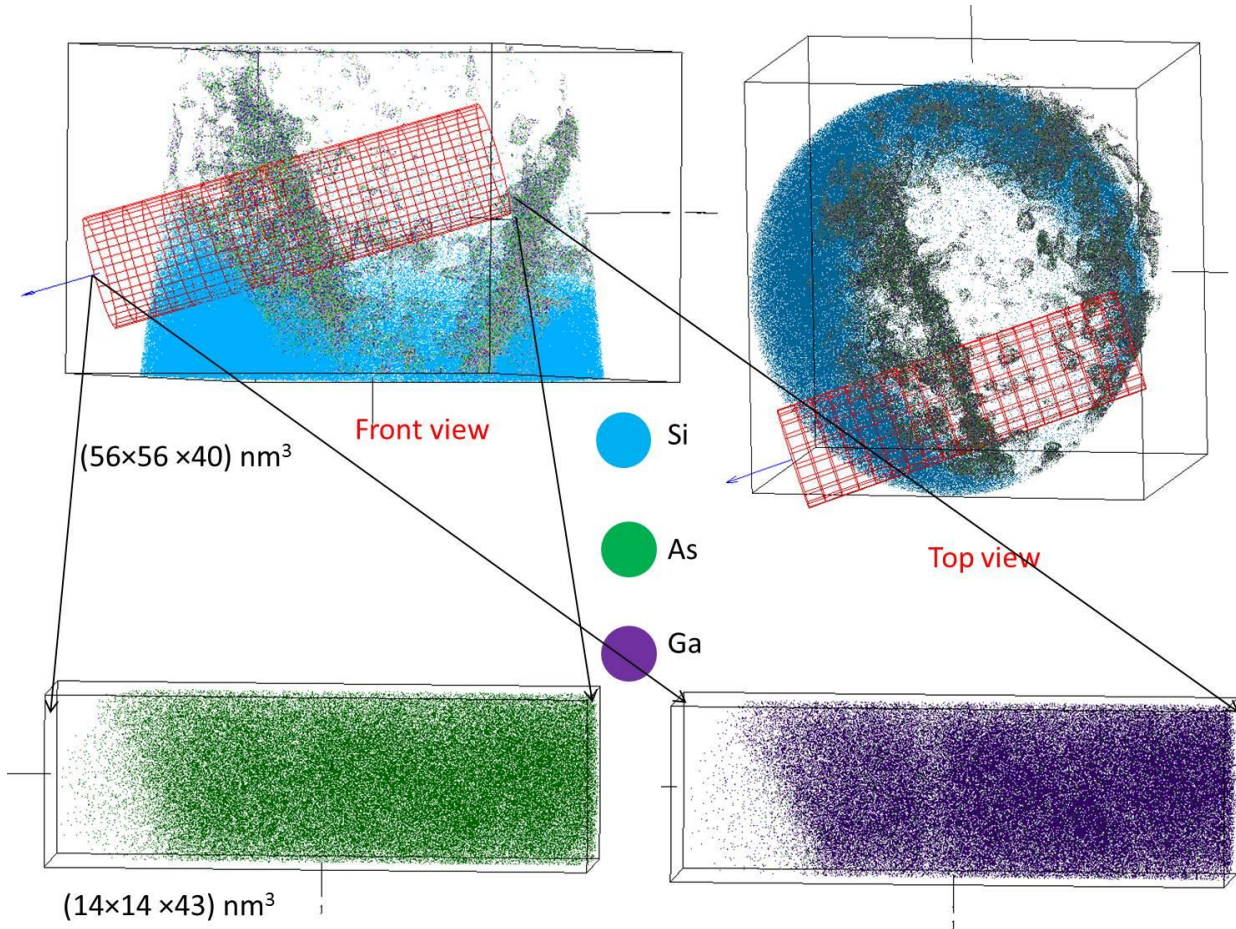 Front view
(56×56 ×40) nm³
Si
As
Top view
Ga
(14×14 ×43) nm³